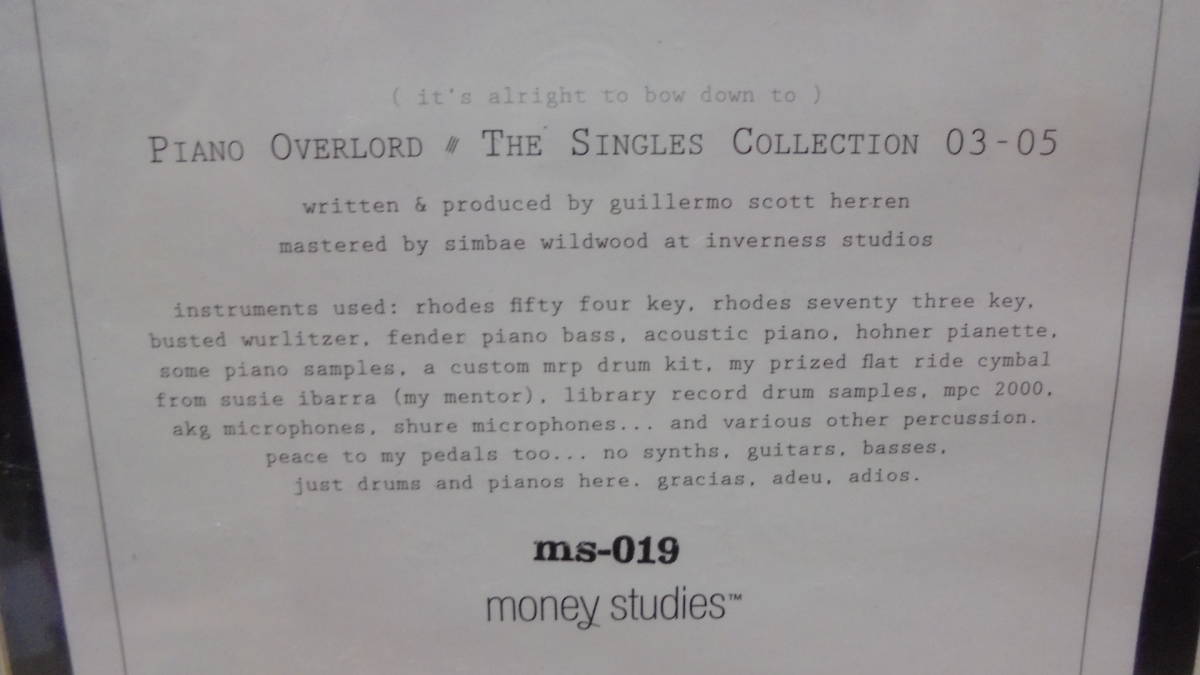 ( it's alright to bow down to )
PIANO OVERLORD /// THE SINGLES COLLECTION 03-05
written & produced by guillermo scott herren
mastered by simbae wildwood at inverness studios
instruments used: rhodes fifty four key, rhodes seventy three key,
busted wurlitzer, fender piano bass, acoustic piano, hohner pianette,
some piano samples, a custom mrp drum kit, my prized flat ride cymbal
from susie ibarra (my mentor), library record drum samples, mpc 2000,
akg microphones, shure microphones... and various other percussion.
peace to my pedals too... no synths, guitars, basses,
just drums and pianos here. gracias, adeu, adios.
ms-019
money studies™